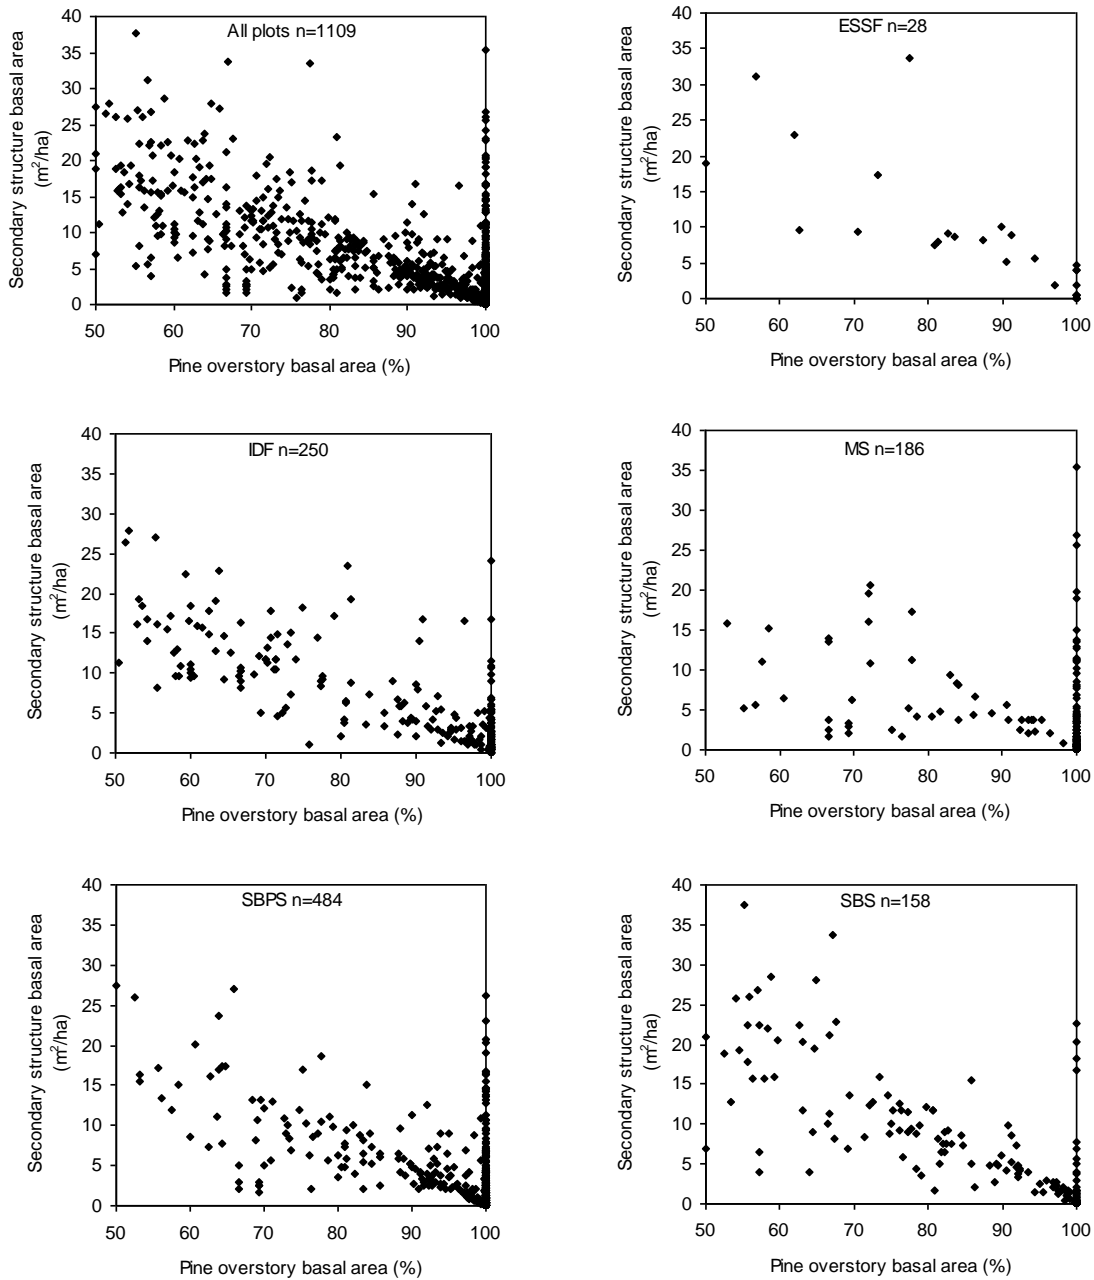 All plots n=1109
40
35
30
25
20
15
10
5
0
50 60 70 80 90 100
Secondary structure basal area
(m²/ha)
Pine overstory basal area (%)
ESSF n=28
40
35
30
25
20
15
10
5
0
50 60 70 80 90 100
Secondary structure basal area
(m²/ha)
Pine overstory basal area (%)
IDF n=250
40
35
30
25
20
15
10
5
0
50 60 70 80 90 100
Secondary structure basal area
(m²/ha)
Pine overstory basal area (%)
MS n=186
40
35
30
25
20
15
10
5
0
50 60 70 80 90 100
Secondary structure basal area
(m²/ha)
Pine overstory basal area (%)
SBPS n=484
40
35
30
25
20
15
10
5
0
50 60 70 80 90 100
Secondary structure basal area
(m²/ha)
Pine overstory basal area (%)
SBS n=158
40
35
30
25
20
15
10
5
0
50 60 70 80 90 100
Secondary structure basal area
(m²/ha)
Pine overstory basal area (%)